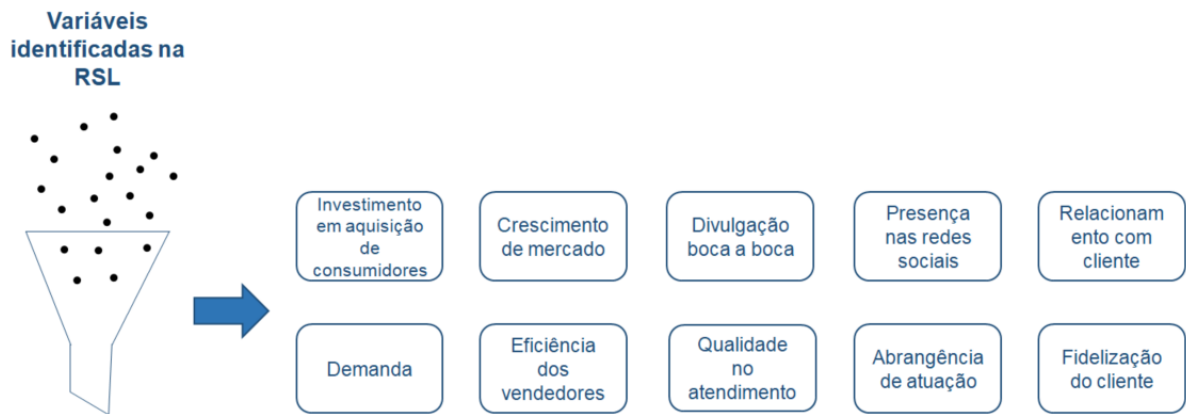 Variáveis
identificadas na
RSL
Investimento
em aquisição
de
consumidores
Crescimento
de mercado
Divulgação
boca a boca
Presença
nas redes
sociais
Relacionam
ento com
cliente
Demanda
Eficiência
dos
vendedores
Qualidade
no
atendimento
Abrangência
de atuação
Fidelização
do cliente